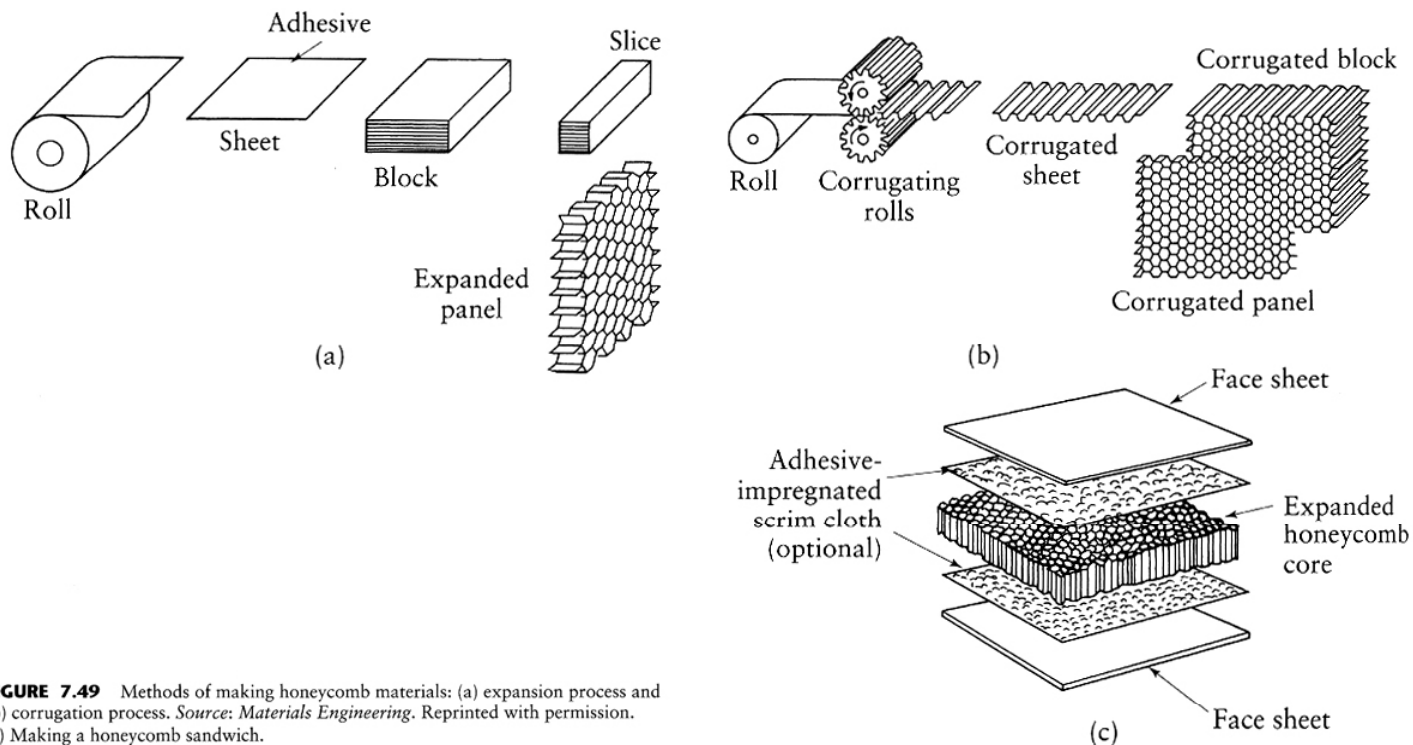 Adhesive
Roll
Sheet
Block
Slice
Expanded
panel
(a)
Roll
Corrugating
rolls
Corrugated
sheet
Corrugated block
Corrugated panel
(b)
Face sheet
Adhesive-
impregnated
scrim cloth
(optional)
Expanded
honeycomb
core
Face sheet
(c)
GURE 7.49 Methods of making honeycomb materials: (a) expansion process and
) corrugation process. Source: Materials Engineering. Reprinted with permission.
) Making a honeycomb sandwich.